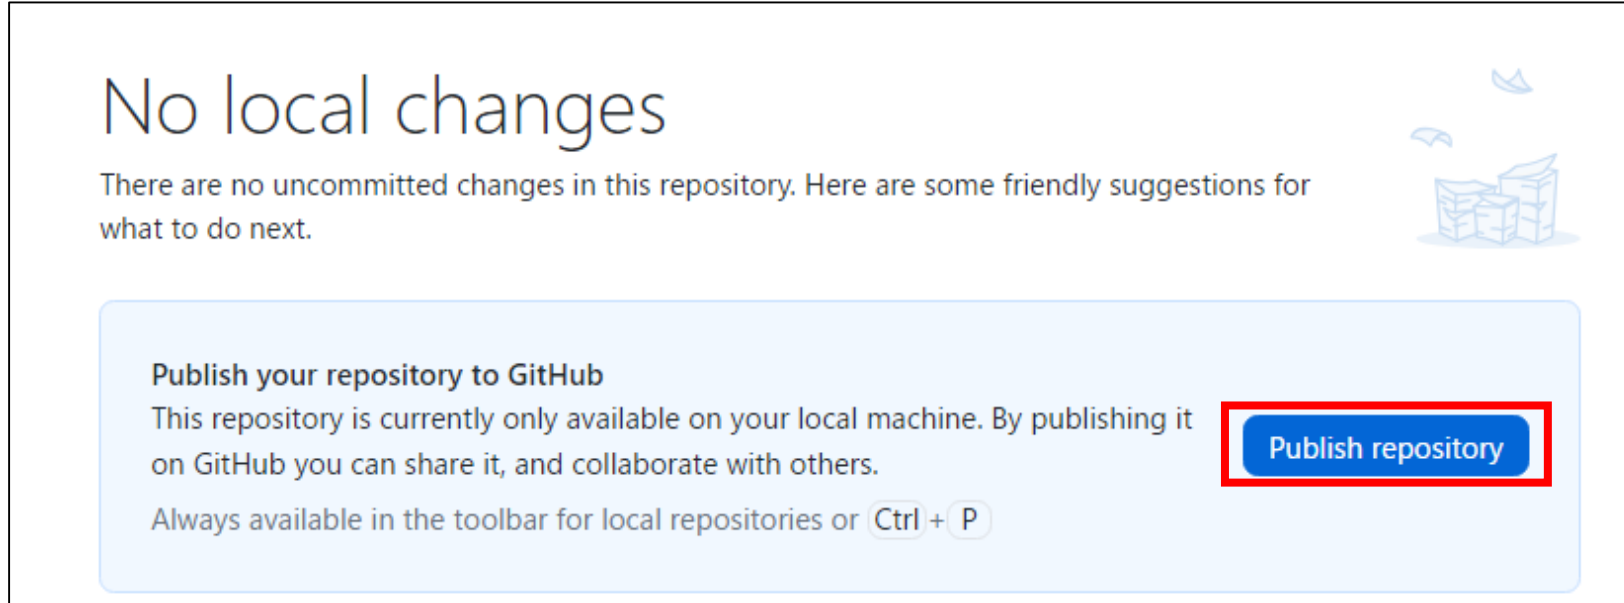 No local changes
There are no uncommitted changes in this repository. Here are some friendly suggestions for
what to do next.
Publish your repository to GitHub
This repository is currently only available on your local machine. By publishing it
on GitHub you can share it, and collaborate with others.
Publish repository
Always available in the toolbar for local repositories or Ctrl + P